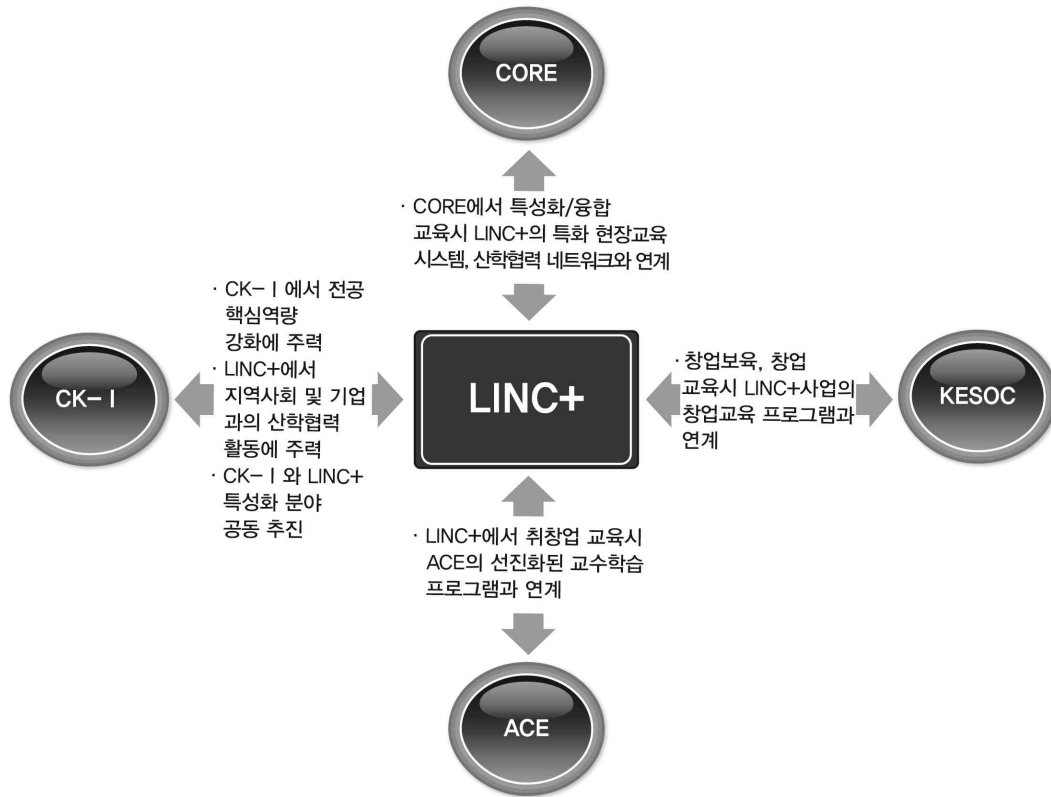 CORE
· CORE에서 특성화/융합
교육시 LINC+의 특화 현장교육
시스템, 산학협력 네트워크와 연계
· CK-Ⅰ에서 전공
핵심역량
강화에 주력
· LINC+에서
지역사회 및 기업
과의 산학협력
활동에 주력
· CK-Ⅰ와 LINC+
특성화 분야
공동 추진
CK-Ⅰ
LINC+
· 창업보육, 창업
교육시 LINC+사업의
창업교육 프로그램과
연계
KESOC
· LINC+에서 취창업 교육시
ACE의 선진화된 교수학습
프로그램과 연계
ACE